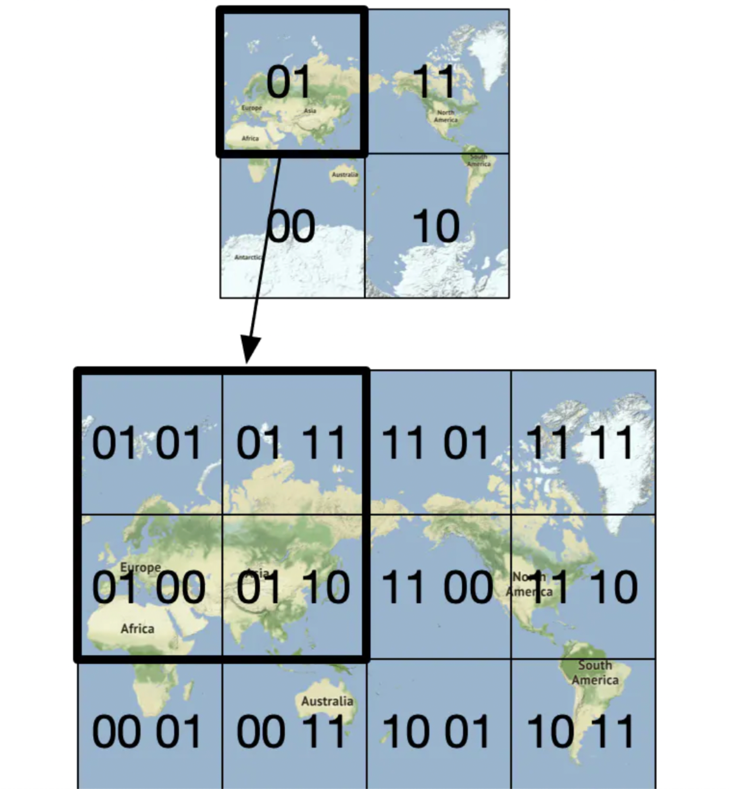 01 11
Europe Asia North America
Africa
South America
Australia
00 10
Antarctica
01 01 01 11 11 01 11 11
Europe Asia North America
01 00 01 10 11 00 11 10
Africa
South America
Australia
00 01 00 11 10 01 10 11